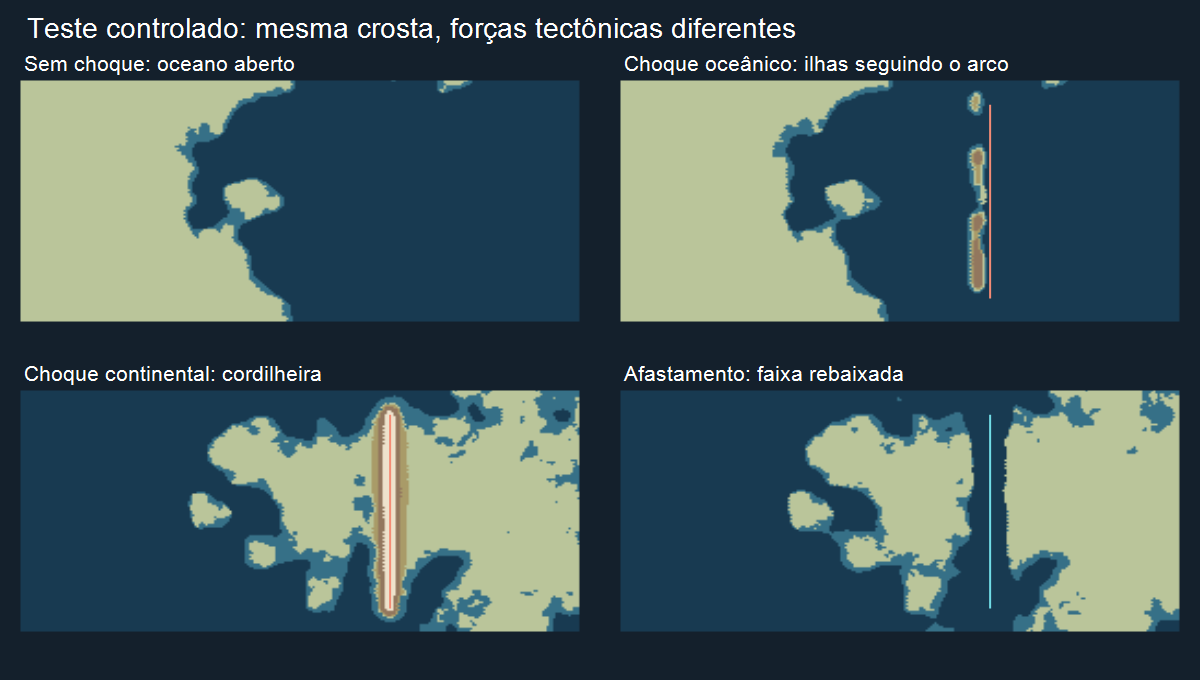 Teste controlado: mesma crosta, forças tectônicas diferentes
Sem choque: oceano aberto
Choque oceânico: ilhas seguindo o arco
Choque continental: cordilheira
Afastamento: faixa rebaixada